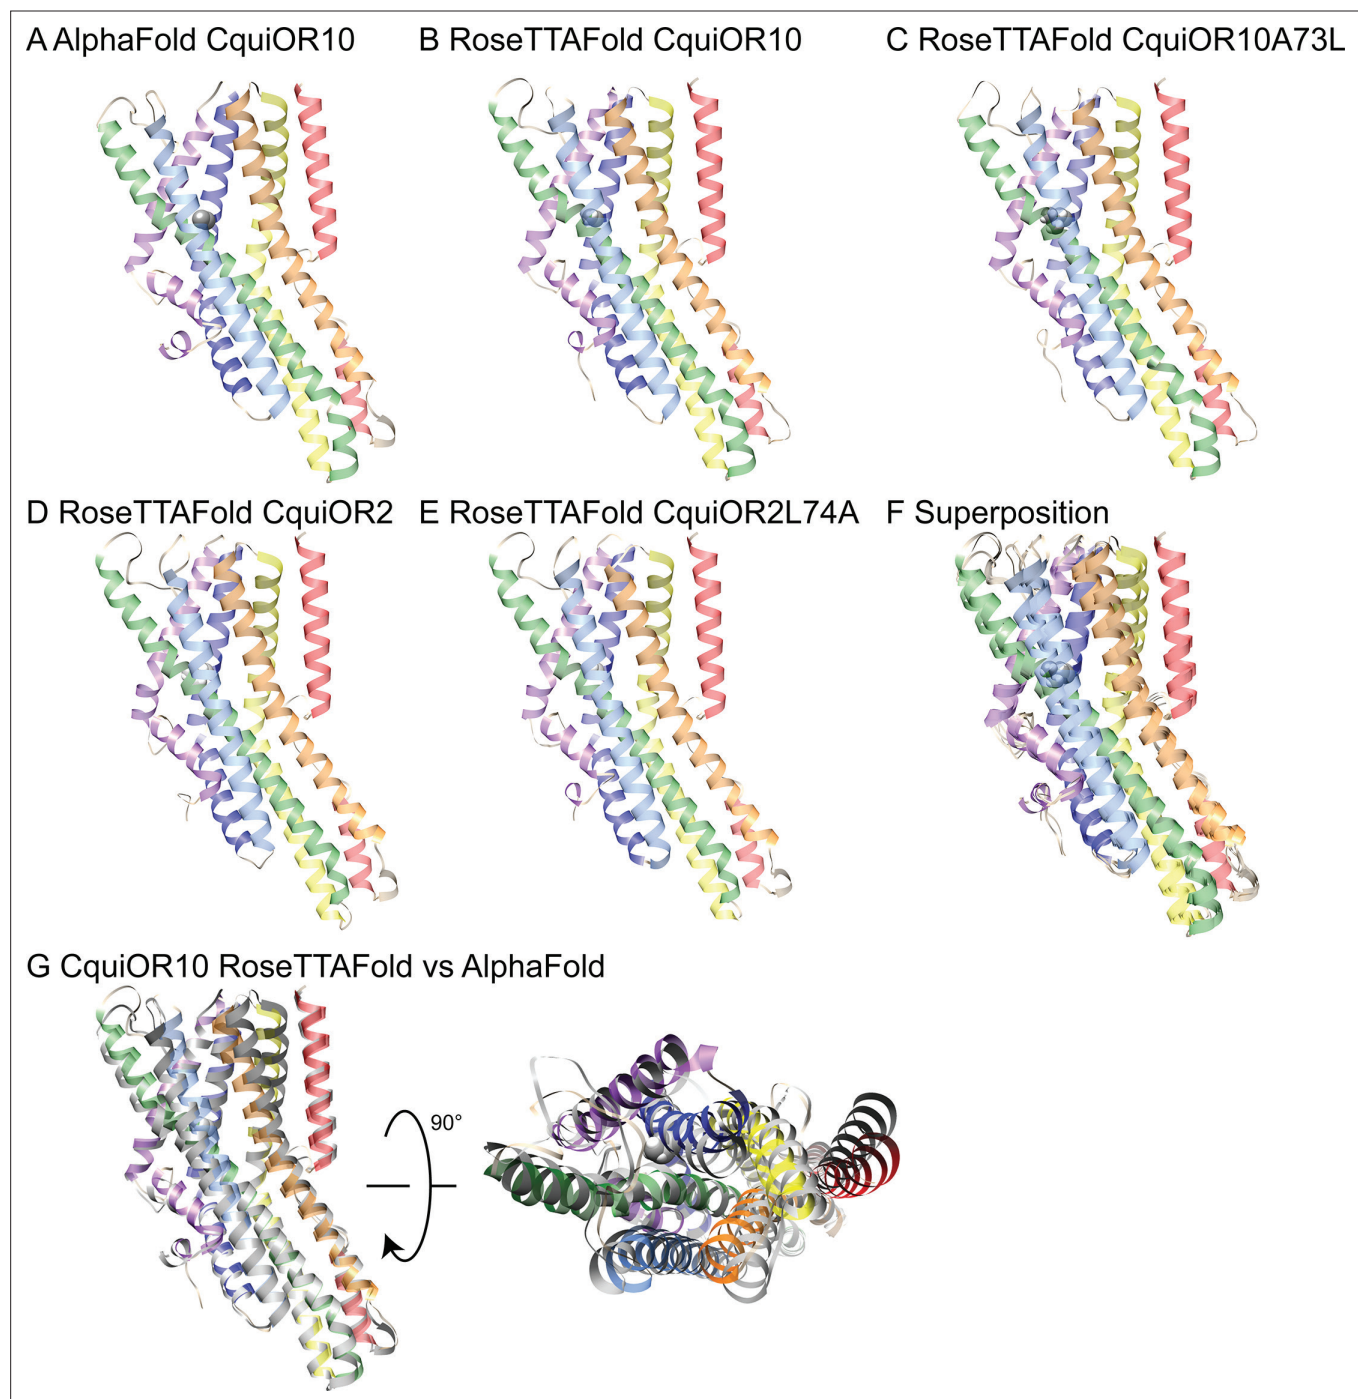 A AlphaFold CquiOR10
B RoseTTAFold CquiOR10
C RoseTTAFold CquiOR10A73L
D RoseTTAFold CquiOR2
E RoseTTAFold CquiOR2L74A
F Superposition
G CquiOR10 RoseTTAFold vs AlphaFold
90°